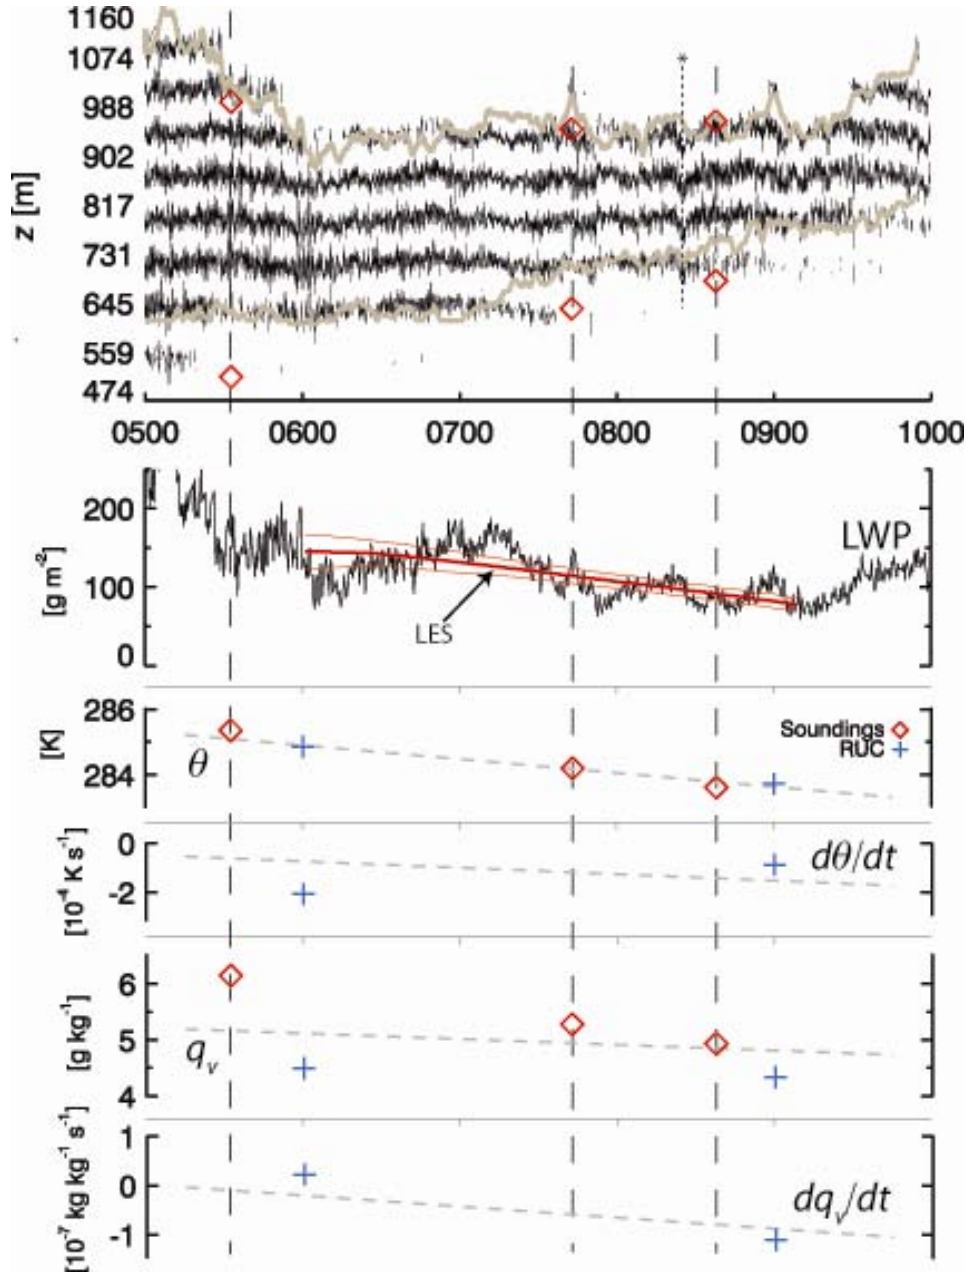 1160
1074
988
902
817
731
645
559
474
z [m]
0500 0600 0700 0800 0900 1000
200
100
0
[g m-2]
LWP
LES
286
284
[K]
θ
Soundings
RUC
0
-2
[10-4 K s-1]
dθ/dt
6
5
4
[g kg-1]
qv
1
0
-1
[10-7 kg kg-1 s-1]
dqv/dt